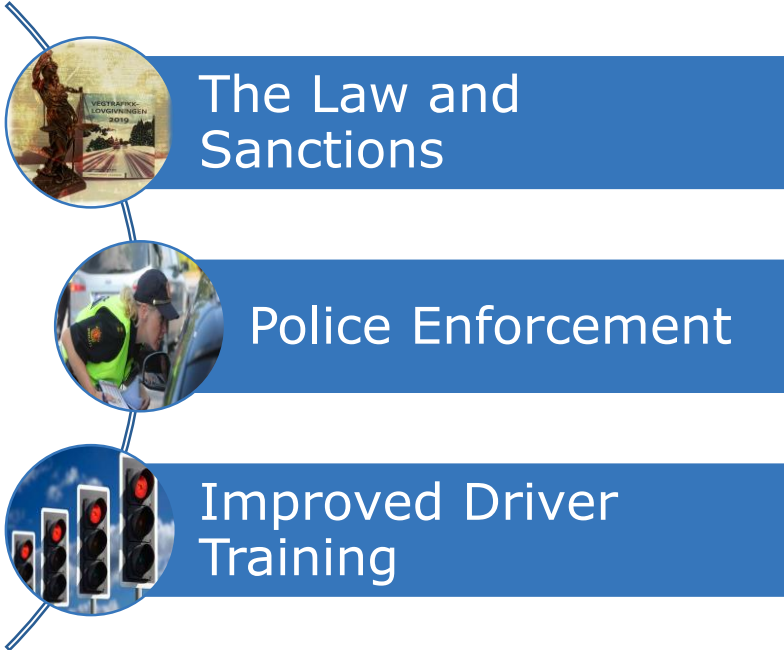 VEGTRAFIKK-
LOVGIVNINGEN
2019
The Law and
Sanctions
Police Enforcement
Improved Driver
Training